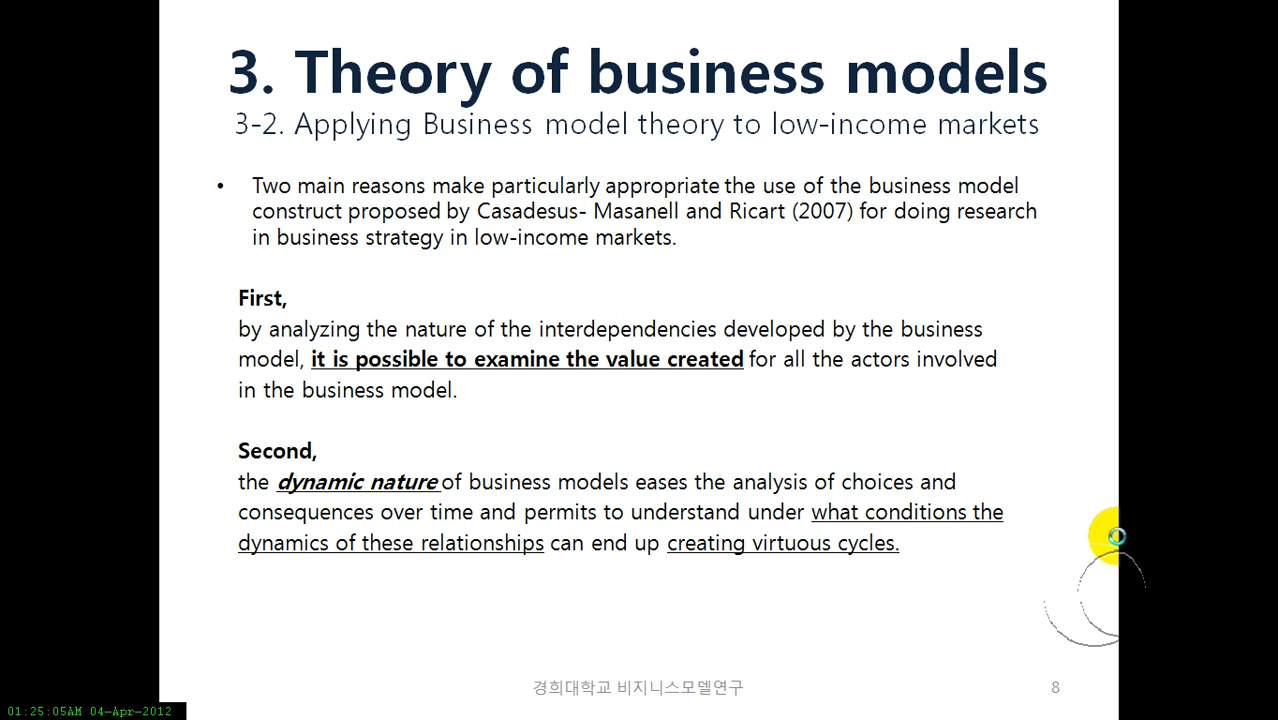 3. Theory of business models
3-2. Applying Business model theory to low-income markets
• Two main reasons make particularly appropriate the use of the business model
construct proposed by Casadesus- Masanell and Ricart (2007) for doing research
in business strategy in low-income markets.
First,
by analyzing the nature of the interdependencies developed by the business
model, it is possible to examine the value created for all the actors involved
in the business model.
Second,
the dynamic nature of business models eases the analysis of choices and
consequences over time and permits to understand under what conditions the
dynamics of these relationships can end up creating virtuous cycles.
경희대학교 비지니스모델연구
8
01:25:05AM 04-Apr-2012